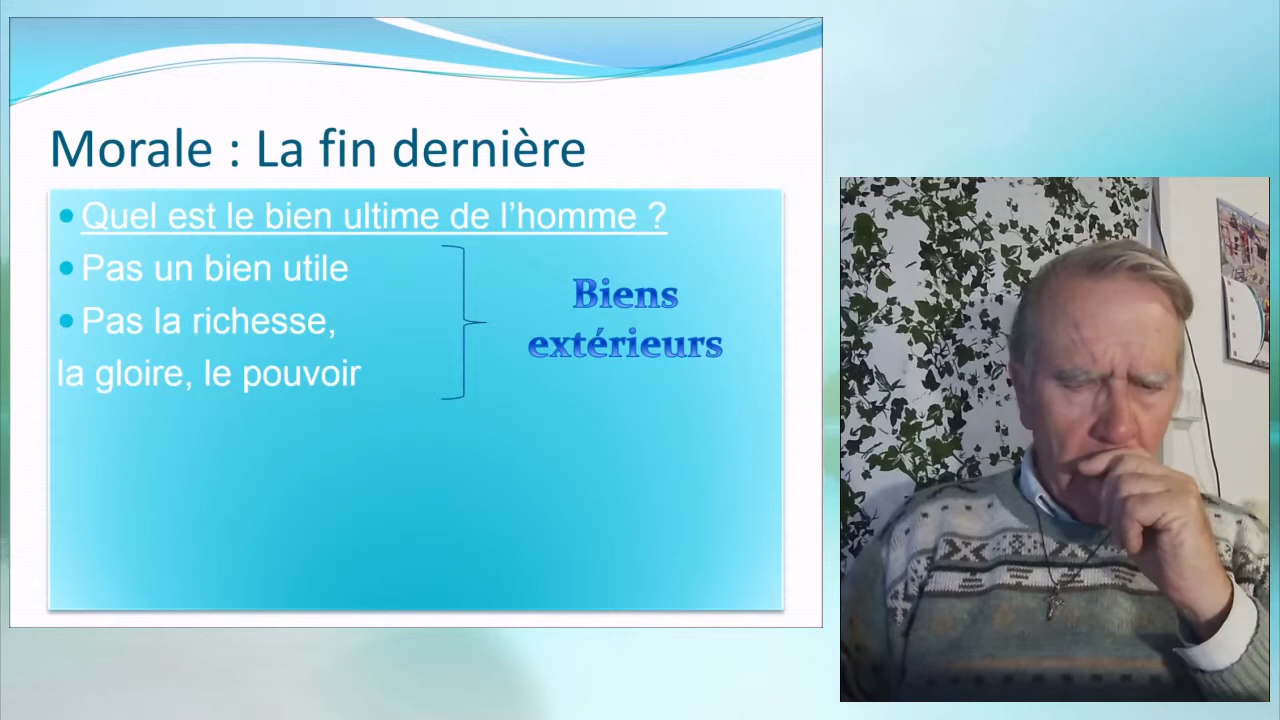 Morale : La fin dernière
• Quel est le bien ultime de l’homme ?
• Pas un bien utile
• Pas la richesse,
la gloire, le pouvoir
Biens
extérieurs